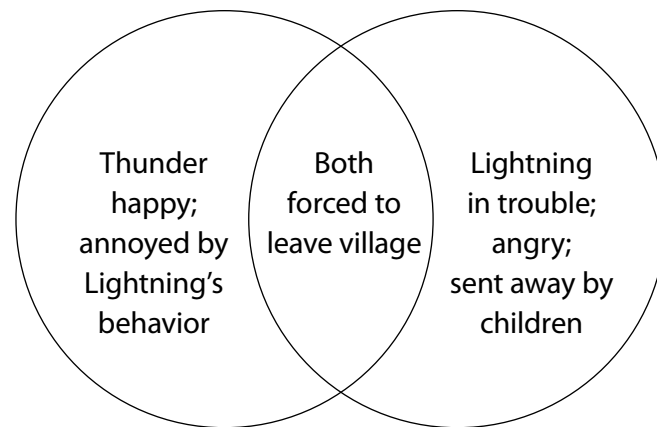 Thunder
happy;
annoyed by
Lightning’s
behavior
Both
forced to
leave village
Lightning
in trouble;
angry;
sent away by
children